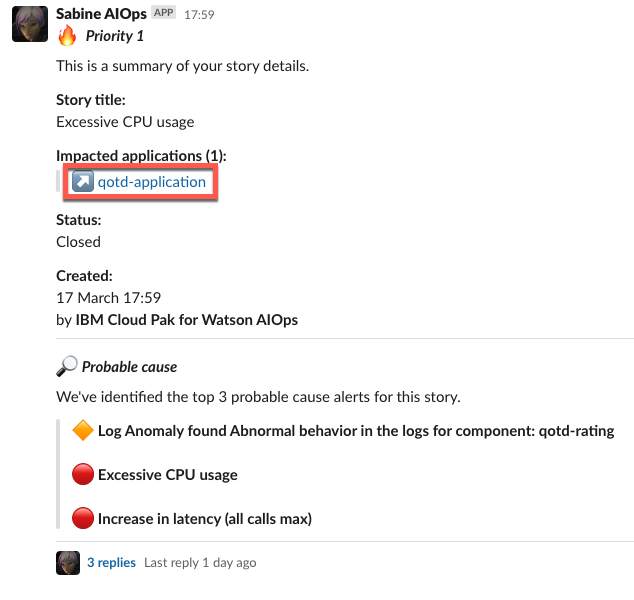 Sabine AIOps APP 17:59
Priority 1
This is a summary of your story details.
Story title:
Excessive CPU usage
Impacted applications (1):
qotd-application
Status:
Closed
Created:
17 March 17:59
by IBM Cloud Pak for Watson AIOps
Probable cause
We've identified the top 3 probable cause alerts for this story.
Log Anomaly found Abnormal behavior in the logs for component: qotd-rating
Excessive CPU usage
Increase in latency (all calls max)
3 replies Last reply 1 day ago